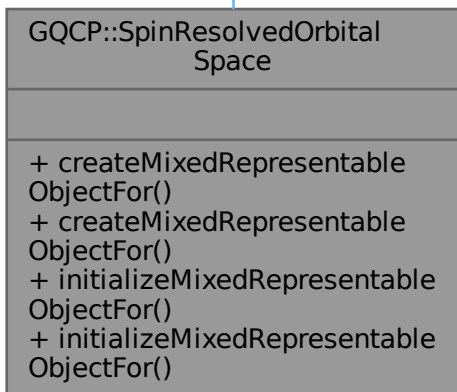 GQCP::SpinResolvedOrbital
Space
+ createMixedRepresentable
ObjectFor()
+ createMixedRepresentable
ObjectFor()
+ initializeMixedRepresentable
ObjectFor()
+ initializeMixedRepresentable
ObjectFor()